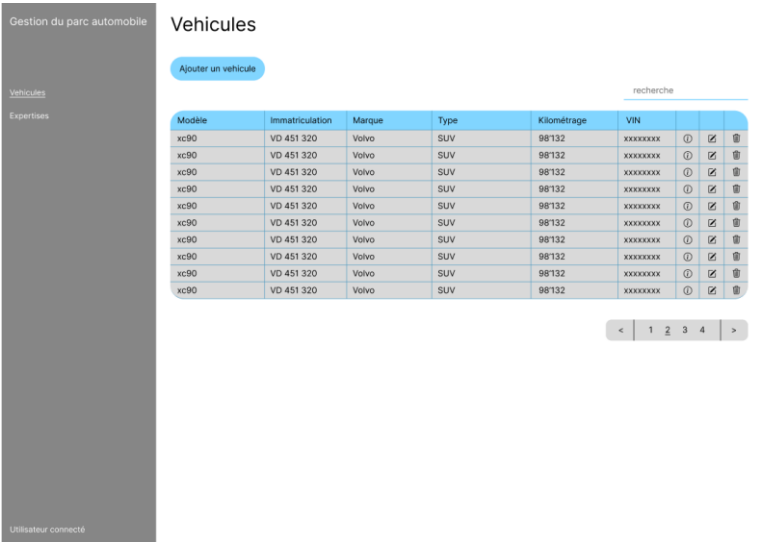 Gestion du parc automobile
Vehicules
Expertises
Utilisateur connecté
Vehicules
Ajouter un vehicule
recherche
Modèle Immatriculation Marque Type Kilométrage VIN
xc90 VD 451 320 Volvo SUV 98'132 xxxxxxxx
xc90 VD 451 320 Volvo SUV 98'132 xxxxxxxx
xc90 VD 451 320 Volvo SUV 98'132 xxxxxxxx
xc90 VD 451 320 Volvo SUV 98'132 xxxxxxxx
xc90 VD 451 320 Volvo SUV 98'132 xxxxxxxx
xc90 VD 451 320 Volvo SUV 98'132 xxxxxxxx
xc90 VD 451 320 Volvo SUV 98'132 xxxxxxxx
xc90 VD 451 320 Volvo SUV 98'132 xxxxxxxx
xc90 VD 451 320 Volvo SUV 98'132 xxxxxxxx
xc90 VD 451 320 Volvo SUV 98'132 xxxxxxxx
< 1 2 3 4 >